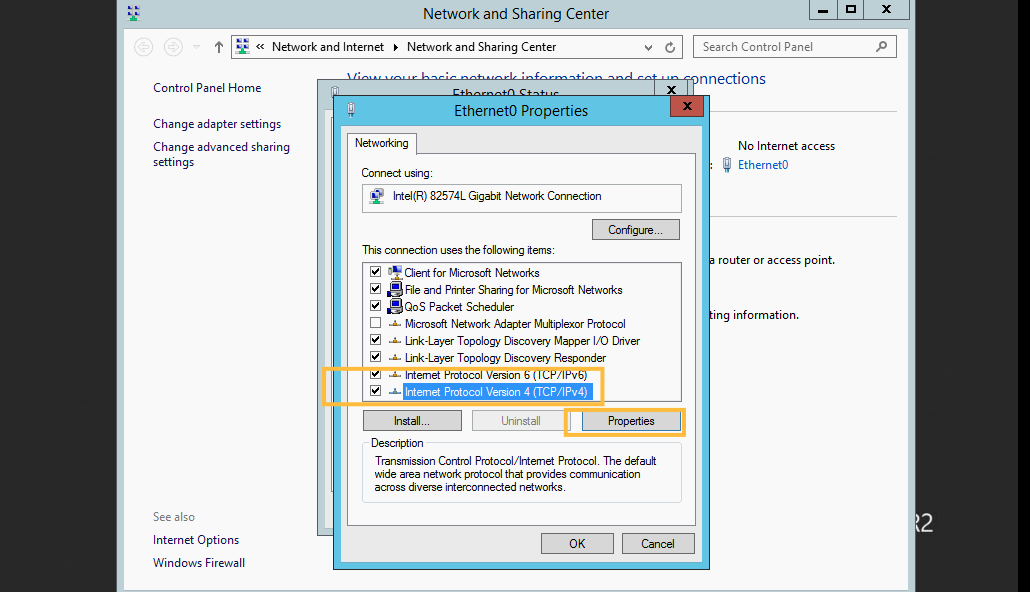 Network and Sharing Center
Network and Internet
Network and Sharing Center
Search Control Panel
Control Panel Home
Change adapter settings
Change advanced sharing
settings
See also
Internet Options
Windows Firewall
View your basic network information and set up connections
No Internet access
Ethernet0
a router or access point.
ting information.
Ethernet0 Status
Ethernet0 Properties
Networking
Connect using:
Intel(R) 82574L Gigabit Network Connection
Configure...
This connection uses the following items:
Client for Microsoft Networks
File and Printer Sharing for Microsoft Networks
QoS Packet Scheduler
Microsoft Network Adapter Multiplexor Protocol
Link-Layer Topology Discovery Mapper I/O Driver
Link-Layer Topology Discovery Responder
Internet Protocol Version 6 (TCP/IPv6)
Internet Protocol Version 4 (TCP/IPv4)
Install...
Uninstall
Properties
Description
Transmission Control Protocol/Internet Protocol. The default
wide area network protocol that provides communication
across diverse interconnected networks.
OK
Cancel
R2